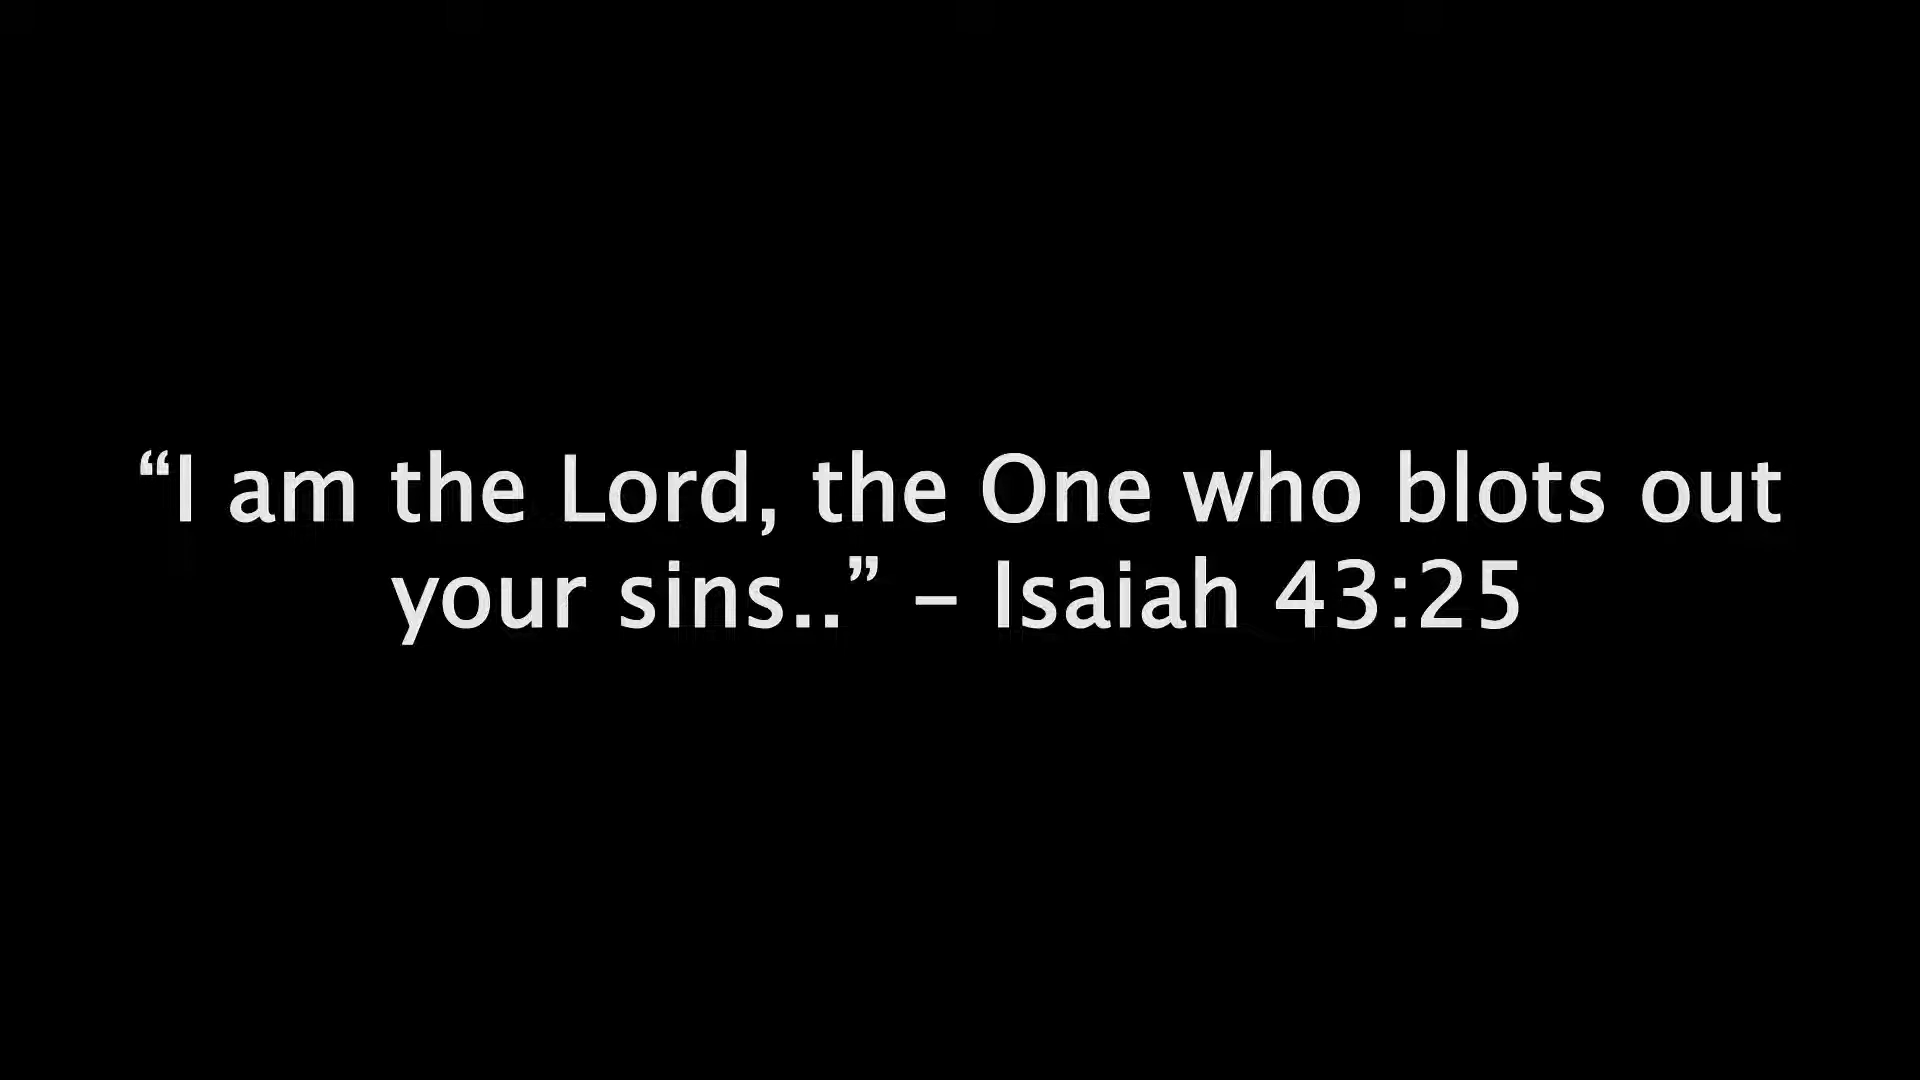 “I am the Lord, the One who blots out
your sins..” – Isaiah 43:25